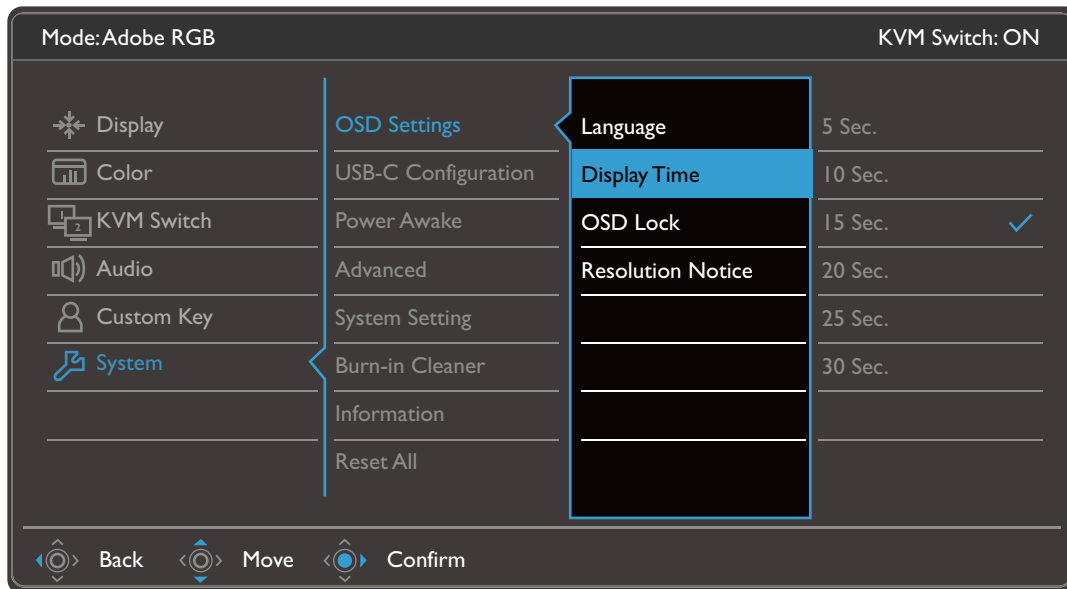 Mode: Adobe RGB
KVM Switch: ON
Display
Color
1
2
KVM Switch
Audio
Custom Key
System
OSD Settings
USB-C Configuration
Power Awake
Advanced
System Setting
Burn-in Cleaner
Information
Reset All
Language
Display Time
OSD Lock
Resolution Notice
5 Sec.
10 Sec.
15 Sec.
20 Sec.
25 Sec.
30 Sec.
Back
Move
Confirm